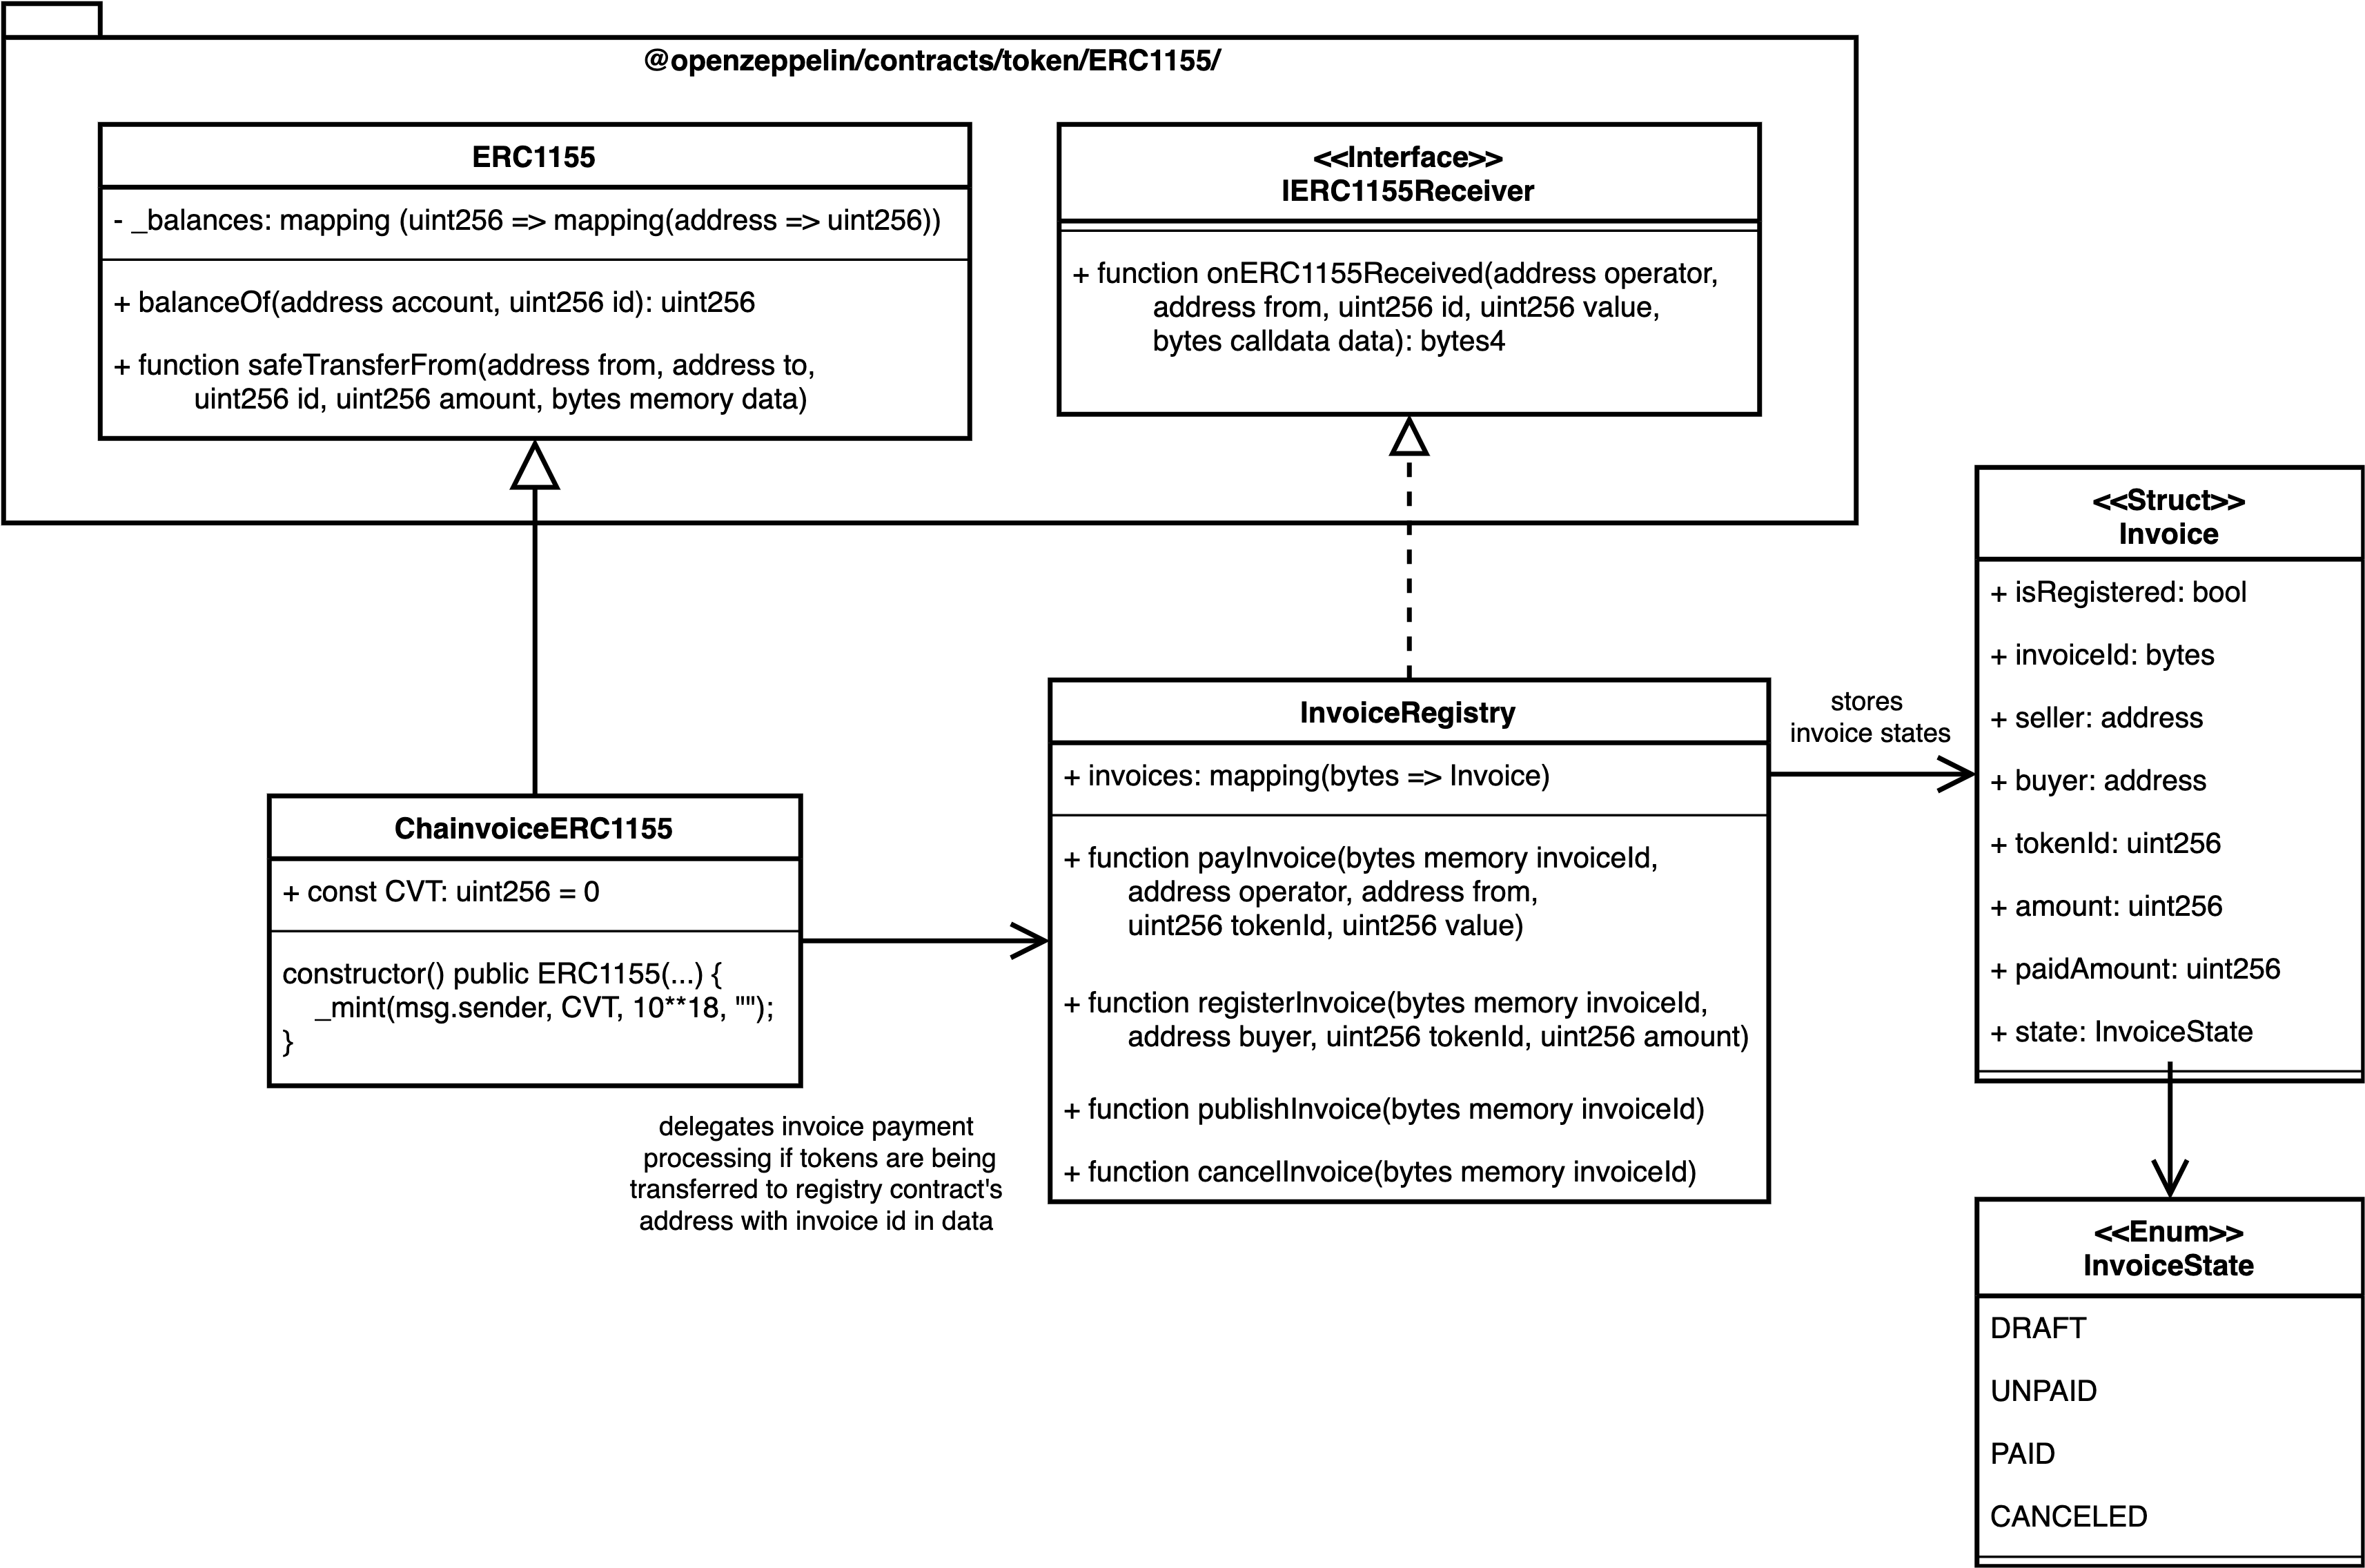 @openzeppelin/contracts/token/ERC1155/
ERC1155
- _balances: mapping (uint256 => mapping(address => uint256))
+ balanceOf(address account, uint256 id): uint256
+ function safeTransferFrom(address from, address to,
uint256 id, uint256 amount, bytes memory data)
<<Interface>>
IERC1155Receiver
+ function onERC1155Received(address operator,
address from, uint256 id, uint256 value,
bytes calldata data): bytes4
ChainvoiceERC1155
+ const CVT: uint256 = 0
constructor() public ERC1155(...) {
_mint(msg.sender, CVT, 10**18, "");
}
delegates invoice payment
processing if tokens are being
transferred to registry contract's
address with invoice id in data
InvoiceRegistry
+ invoices: mapping(bytes => Invoice)
+ function payInvoice(bytes memory invoiceId,
address operator, address from,
uint256 tokenId, uint256 value)
+ function registerInvoice(bytes memory invoiceId,
address buyer, uint256 tokenId, uint256 amount)
+ function publishInvoice(bytes memory invoiceId)
+ function cancelInvoice(bytes memory invoiceId)
stores
invoice states
<<Struct>>
Invoice
+ isRegistered: bool
+ invoiceId: bytes
+ seller: address
+ buyer: address
+ tokenId: uint256
+ amount: uint256
+ paidAmount: uint256
+ state: InvoiceState
<<Enum>>
InvoiceState
DRAFT
UNPAID
PAID
CANCELED